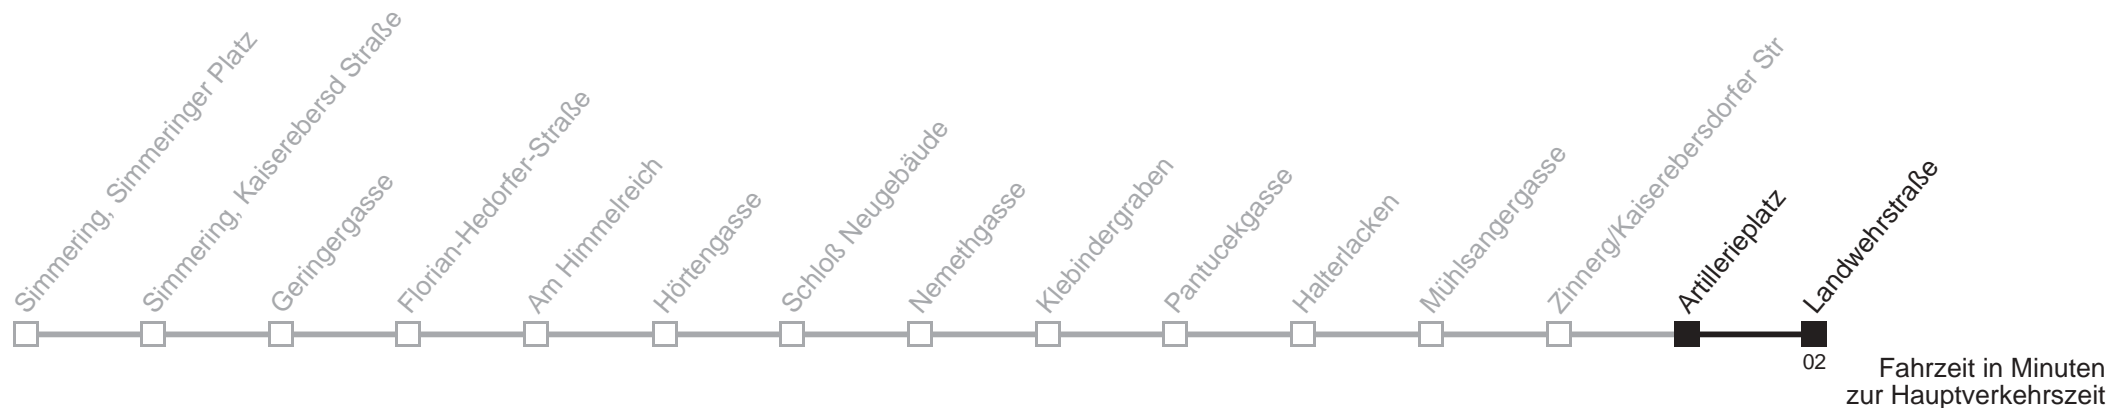 Simmering, Simmeringer Platz
Simmering, Kaiserebersd Straße
Geringergasse
Florian-Hedorfer-Straße
Am Himmelreich
Hörtengasse
Schloß Neugebäude
Nemethgasse
Klebindergraben
Pantucekgasse
Halterlacken
Mühlsangergasse
Zinnerg/Kaiserebersdorfer Str
Artillerieplatz
Landwehrstraße
02
Fahrzeit in Minuten
zur Hauptverkehrszeit